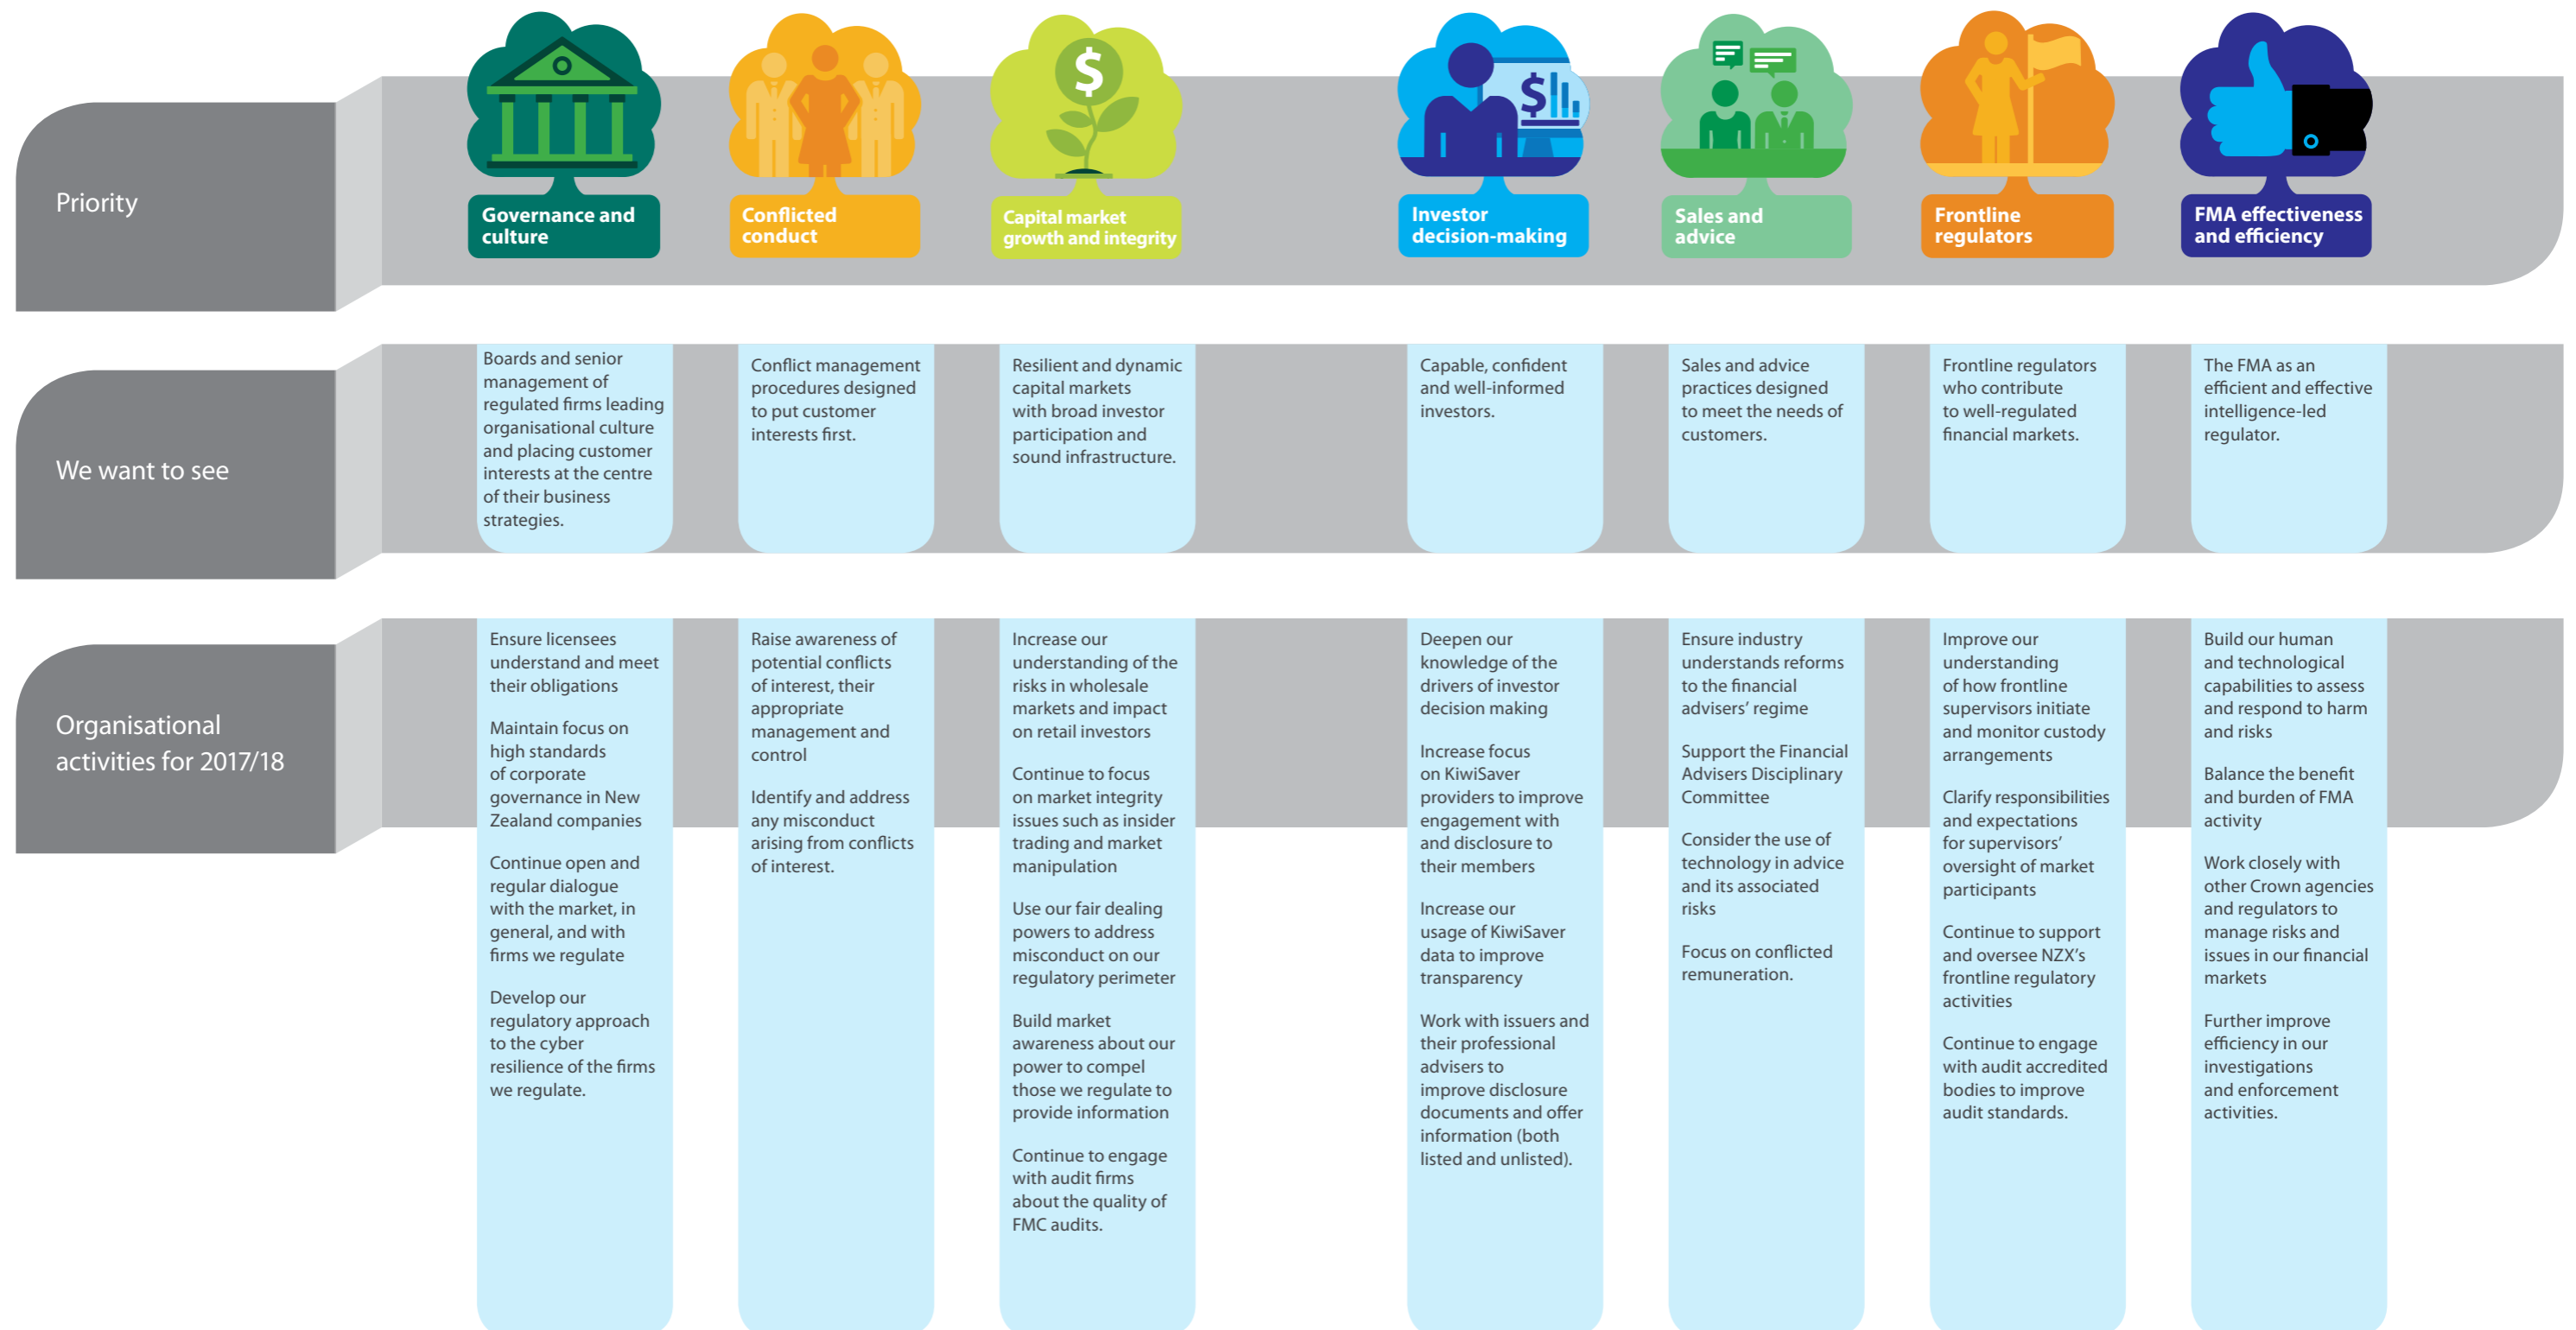 Priority
Governance and
culture
Conflicted
conduct
Capital market
growth and integrity
Investor
decision-making
Sales and
advice
Frontline
regulators
FMA effectiveness
and efficiency
$
$
We want to see
Boards and senior
management of
regulated firms leading
organisational culture
and placing customer
interests at the centre
of their business
strategies.
Conflict management
procedures designed
to put customer
interests first.
Resilient and dynamic
capital markets
with broad investor
participation and
sound infrastructure.
Capable, confident
and well-informed
investors.
Sales and advice
practices designed
to meet the needs of
customers.
Frontline regulators
who contribute
to well-regulated
financial markets.
The FMA as an
efficient and effective
intelligence-led
regulator.
Organisational
activities for 2017/18
Ensure licensees
understand and meet
their obligations
Maintain focus on
high standards
of corporate
governance in New
Zealand companies
Continue open and
regular dialogue
with the market, in
general, and with
firms we regulate
Develop our
regulatory approach
to the cyber
resilience of the firms
we regulate.
Raise awareness of
potential conflicts
of interest, their
appropriate
management and
control
Identify and address
any misconduct
arising from conflicts
of interest.
Increase our
understanding of the
risks in wholesale
markets and impact
on retail investors
Continue to focus
on market integrity
issues such as insider
trading and market
manipulation
Use our fair dealing
powers to address
misconduct on our
regulatory perimeter
Build market
awareness about our
power to compel
those we regulate to
provide information
Continue to engage
with audit firms
about the quality of
FMC audits.
Deepen our
knowledge of the
drivers of investor
decision making
Increase focus
on KiwiSaver
providers to improve
engagement with
and disclosure to
their members
Increase our
usage of KiwiSaver
data to improve
transparency
Work with issuers and
their professional
advisers to
improve disclosure
documents and offer
information (both
listed and unlisted).
Ensure industry
understands reforms
to the financial
advisers’ regime
Support the Financial
Advisers Disciplinary
Committee
Consider the use of
technology in advice
and its associated
risks
Focus on conflicted
remuneration.
Improve our
understanding
of how frontline
supervisors initiate
and monitor custody
arrangements
Clarify responsibilities
and expectations
for supervisors’
oversight of market
participants
Continue to support
and oversee NZX’s
frontline regulatory
activities
Continue to engage
with audit accredited
bodies to improve
audit standards.
Build our human
and technological
capabilities to assess
and respond to harm
and risks
Balance the benefit
and burden of FMA
activity
Work closely with
other Crown agencies
and regulators to
manage risks and
issues in our financial
markets
Further improve
efficiency in our
investigations
and enforcement
activities.